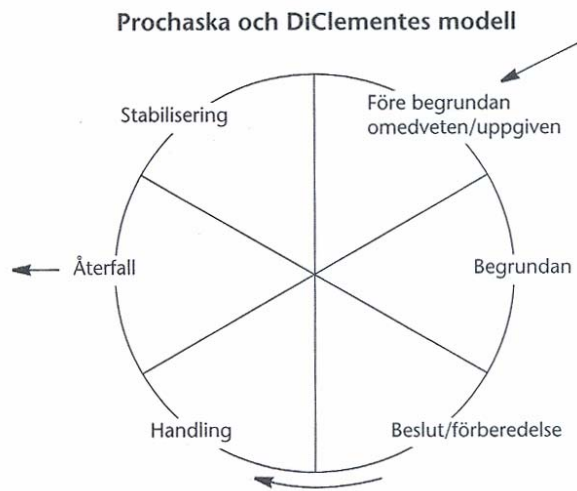 Prochaska och DiClementes modell
Stabilisering
Före begrundan
omedveten/uppgiven
Återfall
Begrundan
Handling
Beslut/förberedelse